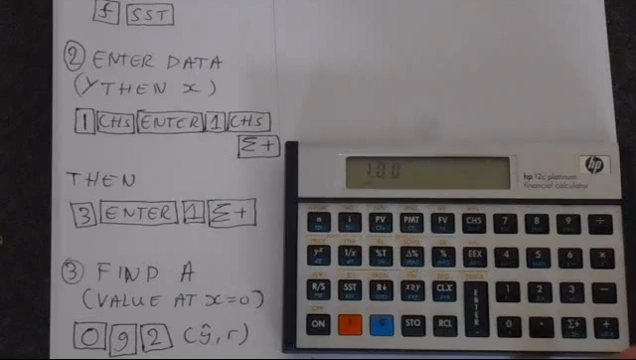 f SST
② ENTER DATA
(Y THEN x)
1 CHS ENTER 1 CHS
Σ+
THEN
3 ENTER 1 Σ+
③ FIND A
(VALUE AT x=0)
0 g 2 (ŷ,r)
1.00
hp
hp 12c platinum
financial calculator
n i PV PMT FV CHS 7 8 9 ÷
yˣ 1/x %T Δ% % EEX 4 5 6 ×
R/S SST R↓ x≷y CLX ENTER 1 2 3 −
ON f g STO RCL 0 · Σ+ +